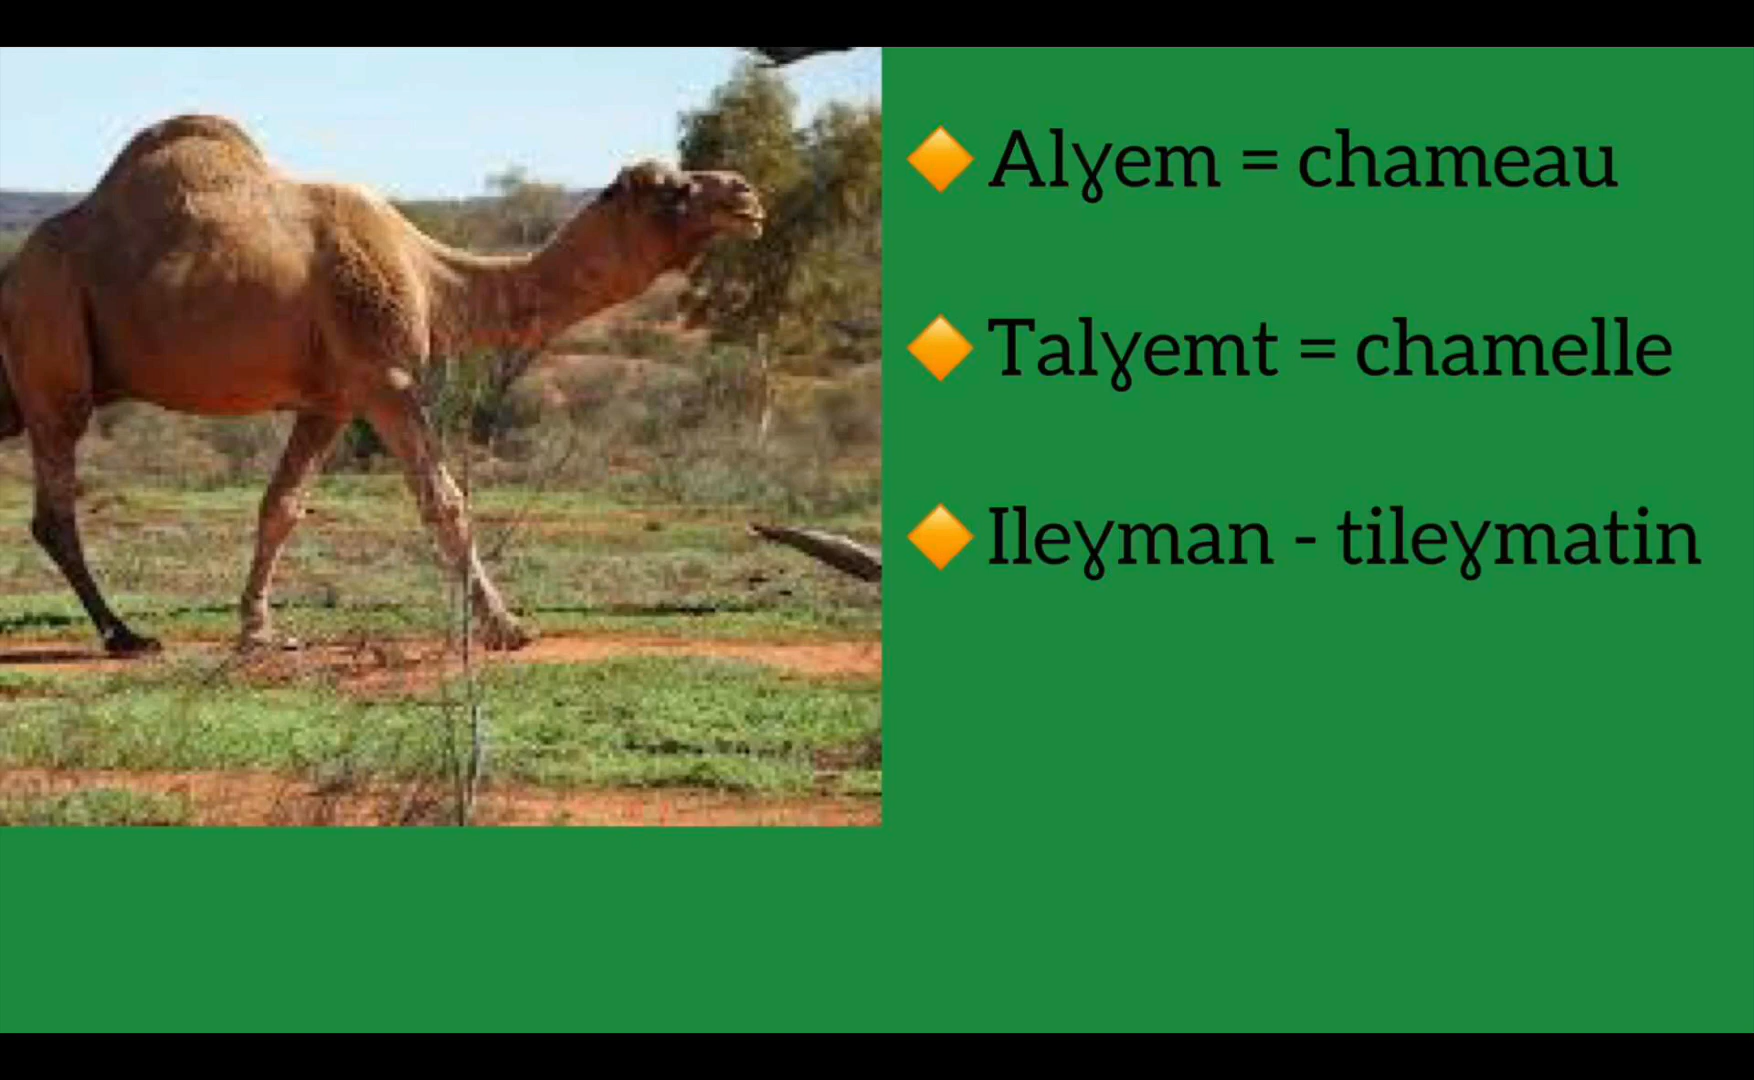 🔶 Alɣem = chameau
🔶 Talɣemt = chamelle
🔶 Ileɣman - tileɣmatin